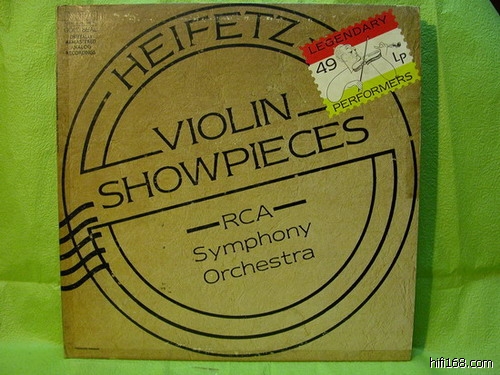 HEIFETZ
LEGENDARY
49 LP
PERFORMERS
VIOLIN
SHOWPIECES
RCA
Symphony
Orchestra
hifi168.com